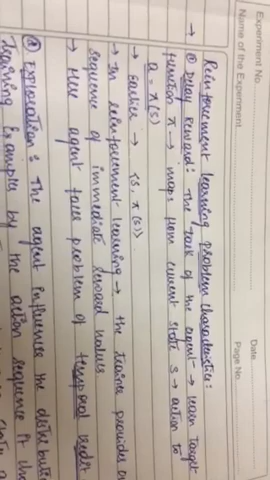 Experiment No.
Date
Name of the Experiment
Page No.
Reinforcement learning problem characteristics:
→ ① Delay Reward: The task of the agent → learn target
function π → maps from current state s → action to
a = π(s)
→ Earlier → <s, π(s)>
→ In reinforcement learning → the trainer provide
sequence of immediate reward values
→ Here agent face problem of temporal credit
② Exploration: The agent influences the
training examples by the action sequence it